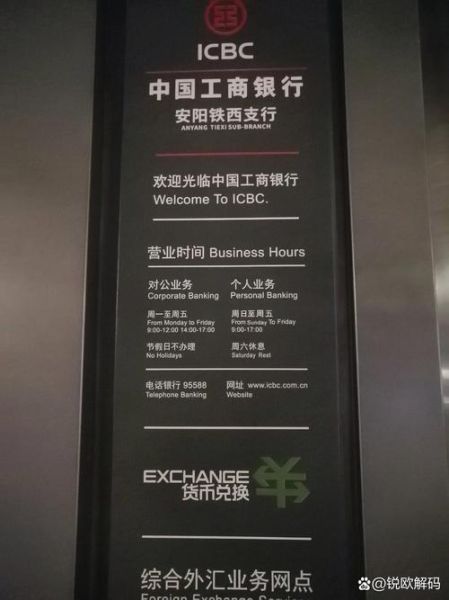 ICBC
中国工商银行
安阳铁西支行
ANYANG TIEXI SUB-BRANCH
欢迎光临中国工商银行
Welcome To ICBC.
营业时间 Business Hours
对公业务 个人业务
Corporate Banking Personal Banking
周一至周五 周日至周五
From Monday to Friday From Sunday To Friday
9:00-12:00 14:00-17:00 9:00-17:00
节假日不办理 周六休息
No Holidays Saturday Rest
电话银行 95588 网址 www.icbc.com.cn
Telephone Banking Website
EXCHANGE
货币兑换
综合外汇业务网点
Foreign Exchange Service
@锐欧解码